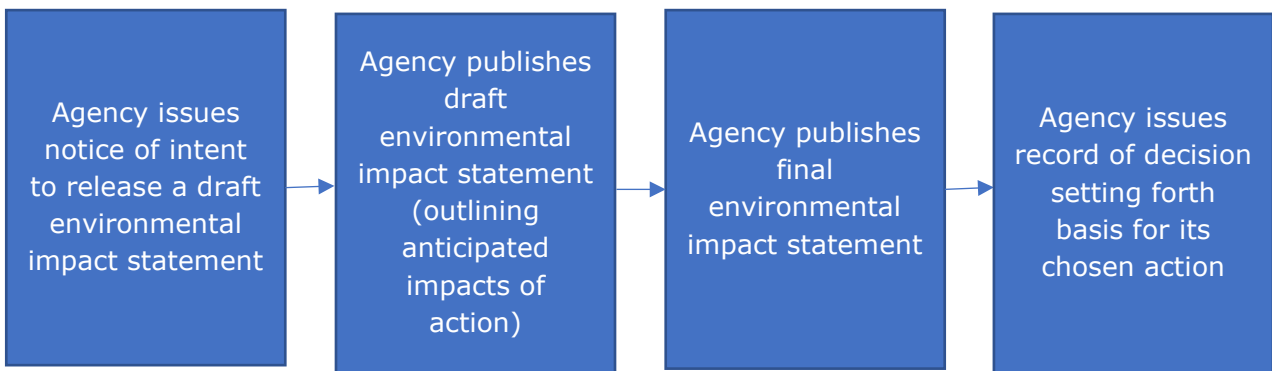 Agency issues
notice of intent
to release a draft
environmental
impact statement
Agency publishes
draft
environmental
impact statement
(outlining
anticipated
impacts of
action)
Agency publishes
final
environmental
impact statement
Agency issues
record of decision
setting forth
basis for its
chosen action